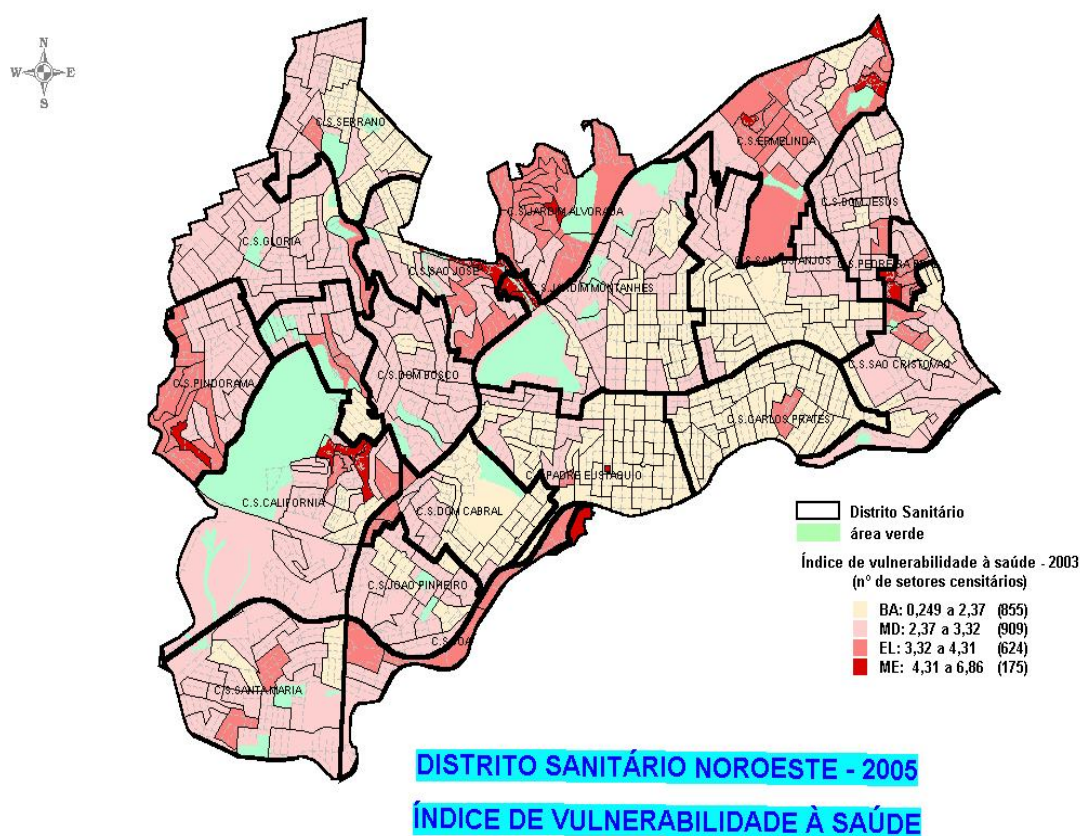 N
W E
S
C.S.SERRANO
C.S.ERMELINDA
C.S.JARDIM ALVORADA
C.S.DOM JESUS
C.S.GLORIA
C.S.SAO JOSE
C.S.PEDREIRA
C.S.JARDIM MONTANHES
C.S.SAO CRISTOVAO
C.S.DOM BOSCO
C.S.PINDORAMA
C.S.CARLOS PRATES
PADRE EUSTAQUIO
C.S.CALIFORNIA
C.S.DOM CABRAL
C.S.JOAO PINHEIRO
C.S.SANTA MARIA
Distrito Sanitário
área verde
Índice de vulnerabilidade à saúde - 2003
(nº de setores censitários)
BA: 0,249 a 2,37 (855)
MD: 2,37 a 3,32 (909)
EL: 3,32 a 4,31 (624)
ME: 4,31 a 6,86 (175)
DISTRITO SANITÁRIO NOROESTE - 2005
ÍNDICE DE VULNERABILIDADE À SAÚDE